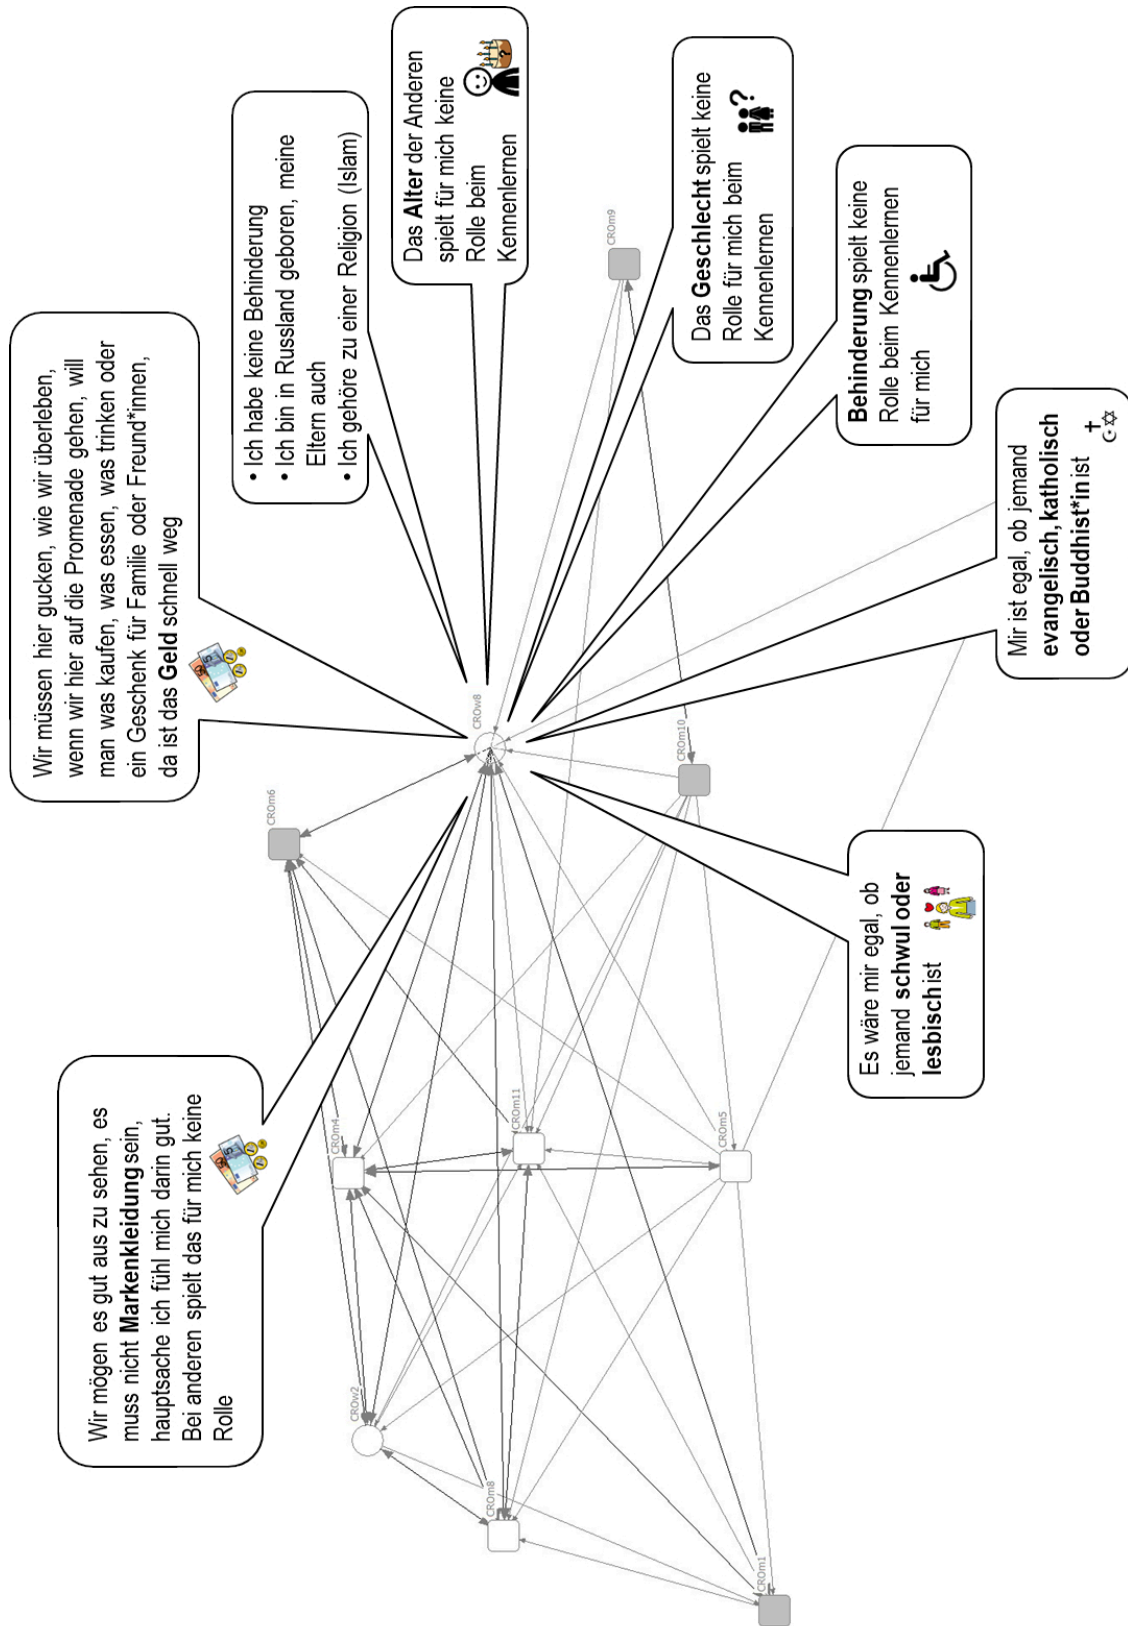 Wir mögen es gut aus zu sehen, es
muss nicht Markenkleidung sein,
hauptsache ich fühl mich darin gut.
Bei anderen spielt das für mich keine
Rolle
Wir müssen hier gucken, wie wir überleben,
wenn wir hier auf die Promenade gehen, will
man was kaufen, was essen, was trinken oder
ein Geschenk für Familie oder Freund*innen,
da ist das Geld schnell weg
• Ich habe keine Behinderung
• Ich bin in Russland geboren, meine
Eltern auch
• Ich gehöre zu einer Religion (Islam)
Das Alter der Anderen
spielt für mich keine
Rolle beim
Kennenlernen
Das Geschlecht spielt keine
Rolle für mich beim
Kennenlernen
Behinderung spielt keine
Rolle beim Kennenlernen
für mich
Mir ist egal, ob jemand
evangelisch, katholisch
oder Buddhist*in ist
Es wäre mir egal, ob
jemand schwul oder
lesbisch ist
CROm6
CROw8
CROm9
CROm10
CROm4
CROm11
CROm5
CROw2
CROm8
CROm1